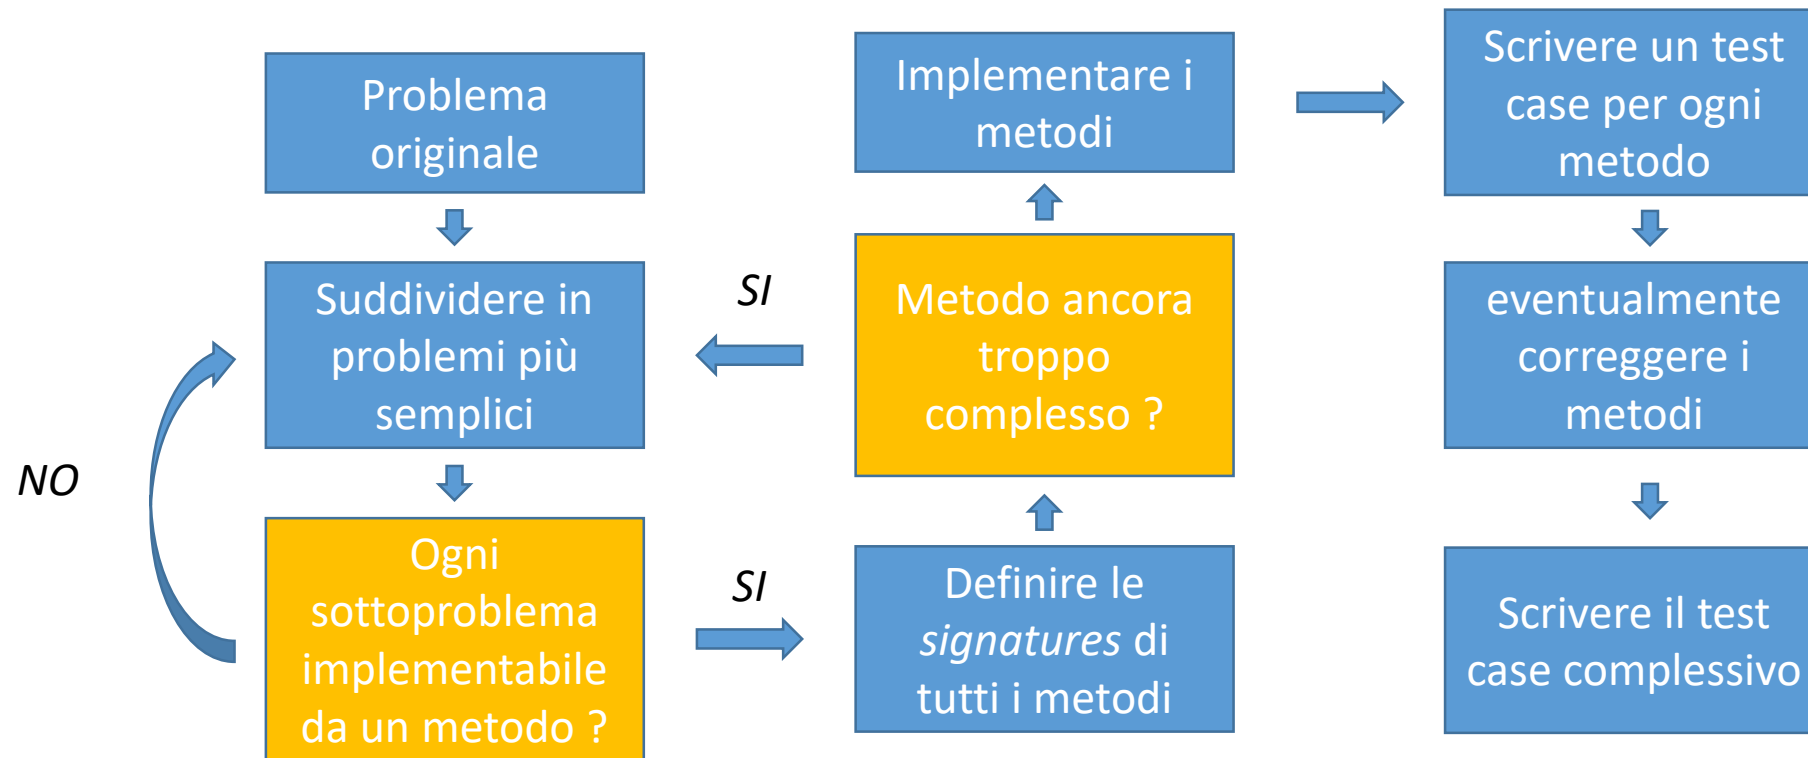 Problema
originale
Suddividere in
problemi più
semplici
NO
Ogni
sottoproblema
implementabile
da un metodo ?
SI
Definire le
signatures di
tutti i metodi
Metodo ancora
troppo
complesso ?
SI
Implementare i
metodi
Scrivere un test
case per ogni
metodo
eventualmente
correggere i
metodi
Scrivere il test
case complessivo